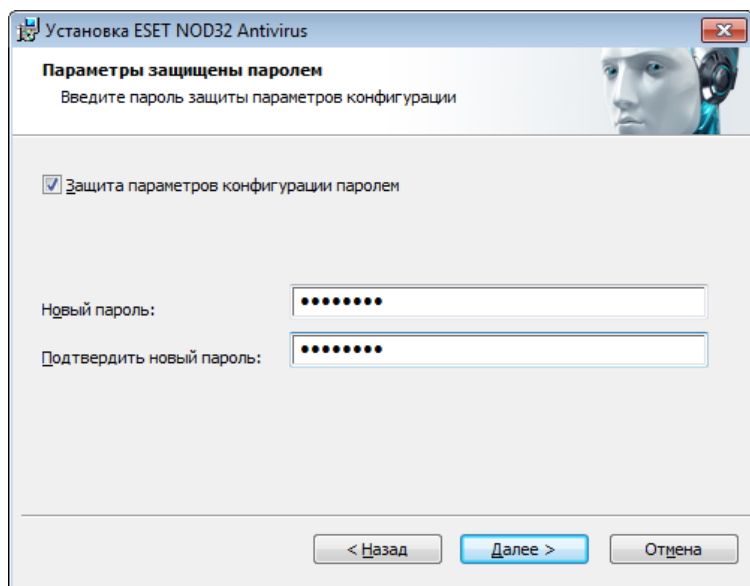 Установка ESET NOD32 Antivirus
Параметры защищены паролем
Введите пароль защиты параметров конфигурации
Защита параметров конфигурации паролем
Новый пароль:
●●●●●●●●
Подтвердить новый пароль:
●●●●●●●●
< Назад
Далее >
Отмена